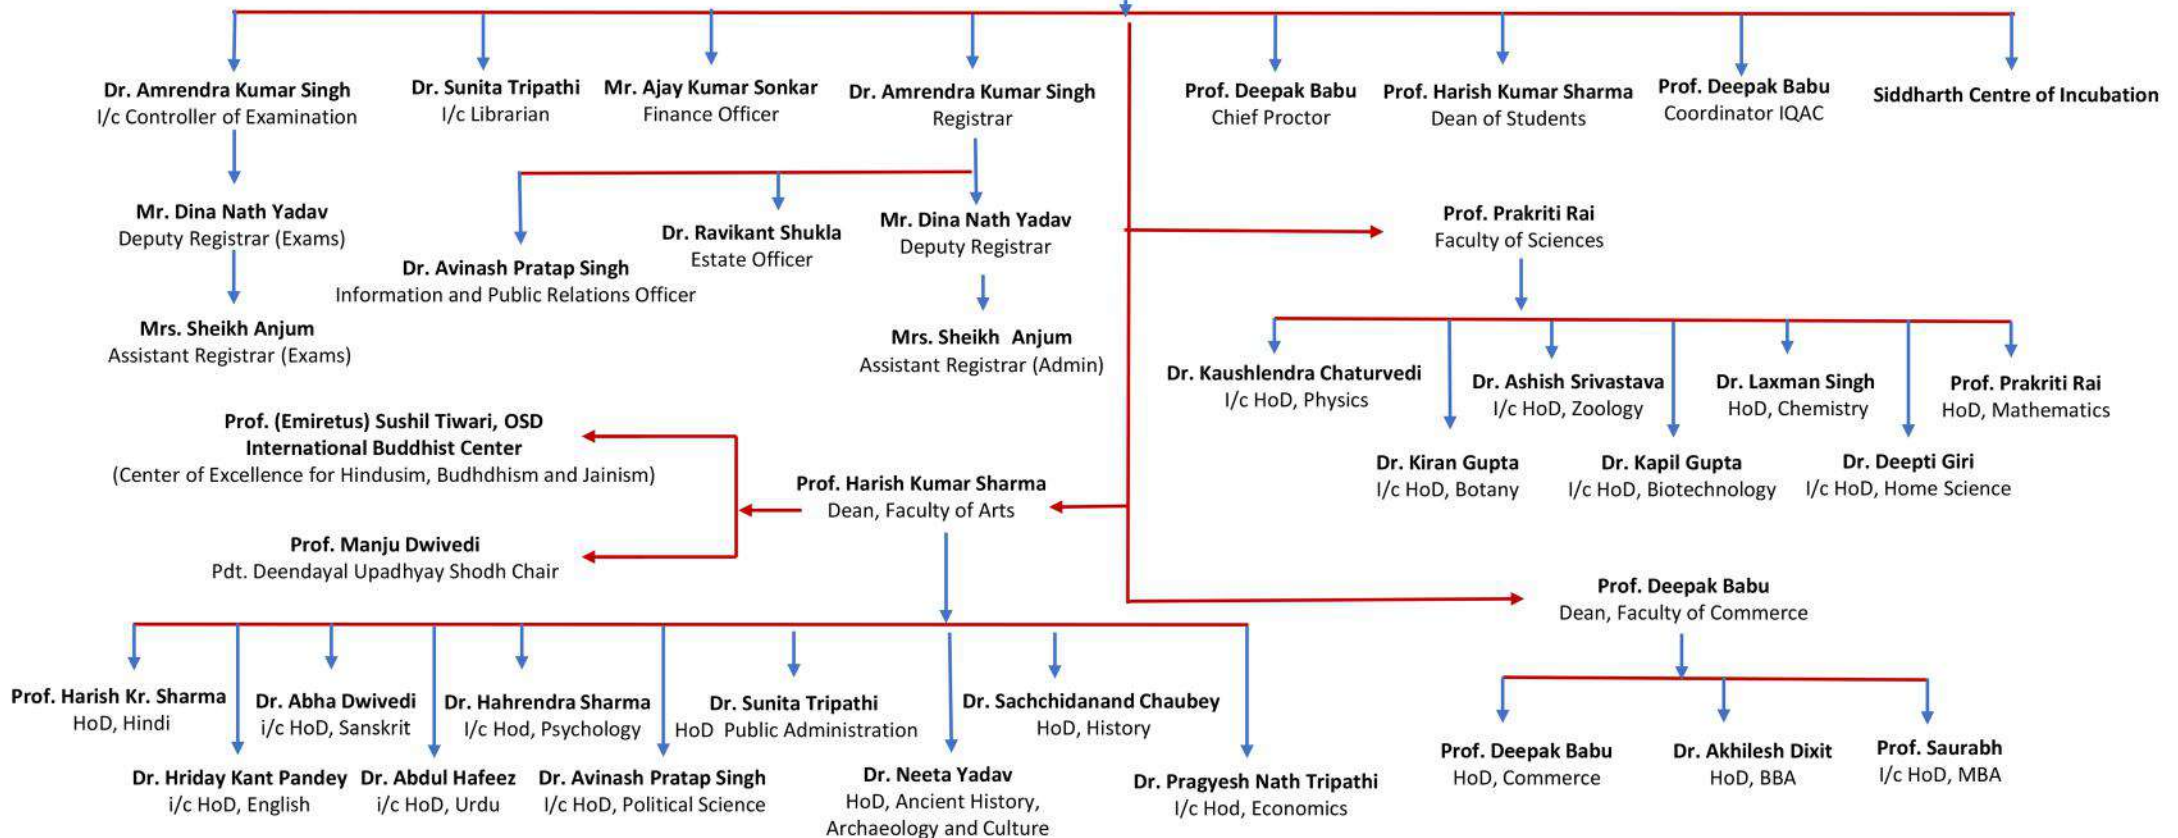 Dr. Amrendra Kumar Singh
I/c Controller of Examination
Dr. Sunita Tripathi
I/c Librarian
Mr. Ajay Kumar Sonkar
Finance Officer
Dr. Amrendra Kumar Singh
Registrar
Prof. Deepak Babu
Chief Proctor
Prof. Harish Kumar Sharma
Dean of Students
Prof. Deepak Babu
Coordinator IQAC
Siddharth Centre of Incubation
Mr. Dina Nath Yadav
Deputy Registrar (Exams)
Dr. Avinash Pratap Singh
Information and Public Relations Officer
Dr. Ravikant Shukla
Estate Officer
Mr. Dina Nath Yadav
Deputy Registrar
Prof. Prakriti Rai
Faculty of Sciences
Mrs. Sheikh Anjum
Assistant Registrar (Exams)
Mrs. Sheikh  Anjum
Assistant Registrar (Admin)
Dr. Kaushlendra Chaturvedi
I/c HoD, Physics
Dr. Ashish Srivastava
I/c HoD, Zoology
Dr. Laxman Singh
HoD, Chemistry
Prof. Prakriti Rai
HoD, Mathematics
Dr. Kiran Gupta
I/c HoD, Botany
Dr. Kapil Gupta
I/c HoD, Biotechnology
Dr. Deepti Giri
I/c HoD, Home Science
Prof. (Emiretus) Sushil Tiwari, OSD
International Buddhist Center
(Center of Excellence for Hindusim, Budhdhism and Jainism)
Prof. Harish Kumar Sharma
Dean, Faculty of Arts
Prof. Manju Dwivedi
Pdt. Deendayal Upadhyay Shodh Chair
Prof. Deepak Babu
Dean, Faculty of Commerce
Prof. Harish Kr. Sharma
HoD, Hindi
Dr. Abha Dwivedi
i/c HoD, Sanskrit
Dr. Hahrendra Sharma
I/c Hod, Psychology
Dr. Sunita Tripathi
HoD  Public Administration
Dr. Sachchidanand Chaubey
HoD, History
Dr. Hriday Kant Pandey
i/c HoD, English
Dr. Abdul Hafeez
i/c HoD, Urdu
Dr. Avinash Pratap Singh
I/c HoD, Political Science
Dr. Neeta Yadav
HoD, Ancient History,
Archaeology and Culture
Dr. Pragyesh Nath Tripathi
I/c Hod, Economics
Prof. Deepak Babu
HoD, Commerce
Dr. Akhilesh Dixit
HoD, BBA
Prof. Saurabh
I/c HoD, MBA